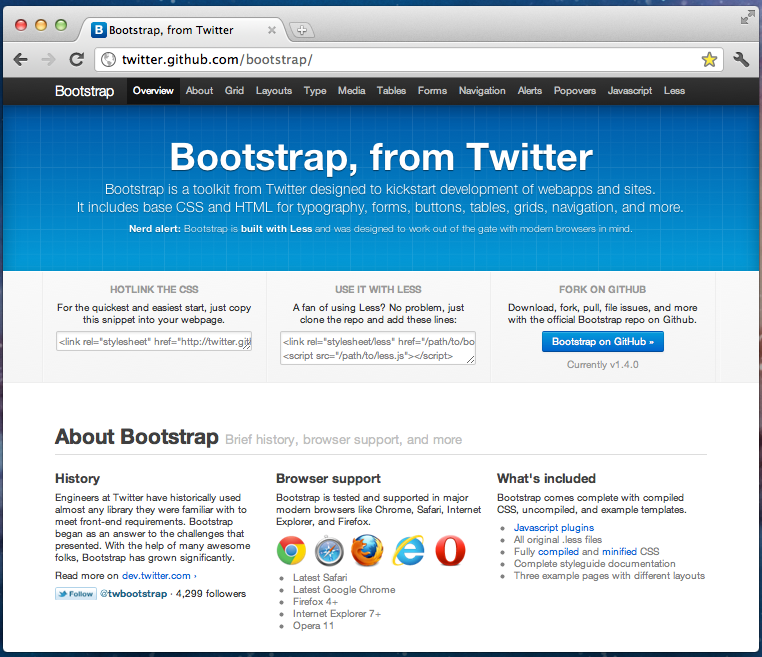 Bootstrap, from Twitter
twitter.github.com/bootstrap/
Bootstrap Overview About Grid Layouts Type Media Tables Forms Navigation Alerts Popovers Javascript Less
Bootstrap, from Twitter
Bootstrap is a toolkit from Twitter designed to kickstart development of webapps and sites.
It includes base CSS and HTML for typography, forms, buttons, tables, grids, navigation, and more.
Nerd alert: Bootstrap is built with Less and was designed to work out of the gate with modern browsers in mind.
HOTLINK THE CSS
For the quickest and easiest start, just copy
this snippet into your webpage.
<link rel="stylesheet" href="http://twitter.git
USE IT WITH LESS
A fan of using Less? No problem, just
clone the repo and add these lines:
<link rel="stylesheet/less" href="/path/to/bo
<script src="/path/to/less.js"></script>
FORK ON GITHUB
Download, fork, pull, file issues, and more
with the official Bootstrap repo on Github.
Bootstrap on GitHub »
Currently v1.4.0
About Bootstrap Brief history, browser support, and more
History
Engineers at Twitter have historically used
almost any library they were familiar with to
meet front-end requirements. Bootstrap
began as an answer to the challenges that
presented. With the help of many awesome
folks, Bootstrap has grown significantly.
Read more on dev.twitter.com ›
Follow @twbootstrap · 4,299 followers
Browser support
Bootstrap is tested and supported in major
modern browsers like Chrome, Safari, Internet
Explorer, and Firefox.
Latest Safari
Latest Google Chrome
Firefox 4+
Internet Explorer 7+
Opera 11
What's included
Bootstrap comes complete with compiled
CSS, uncompiled, and example templates.
Javascript plugins
All original .less files
Fully compiled and minified CSS
Complete styleguide documentation
Three example pages with different layouts